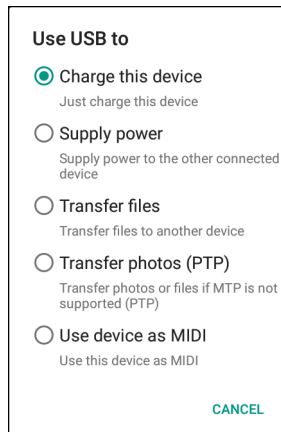 Use USB to
Charge this device
Just charge this device
Supply power
Supply power to the other connected
device
Transfer files
Transfer files to another device
Transfer photos (PTP)
Transfer photos or files if MTP is not
supported (PTP)
Use device as MIDI
Use this device as MIDI
CANCEL